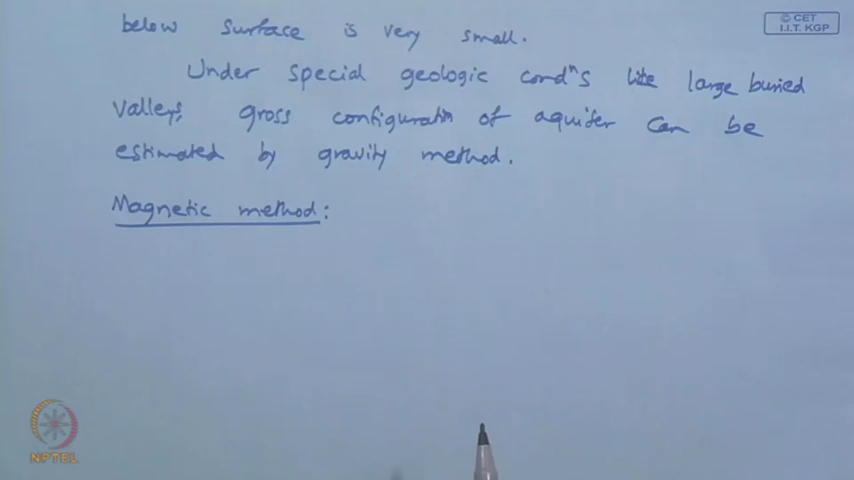 © CET
I.I.T. KGP
below surface is very small.
Under special geologic condⁿs like large buried
valleys, gross configuratn of aquifer can be
estimated by gravity method.
Magnetic method:
NPTEL